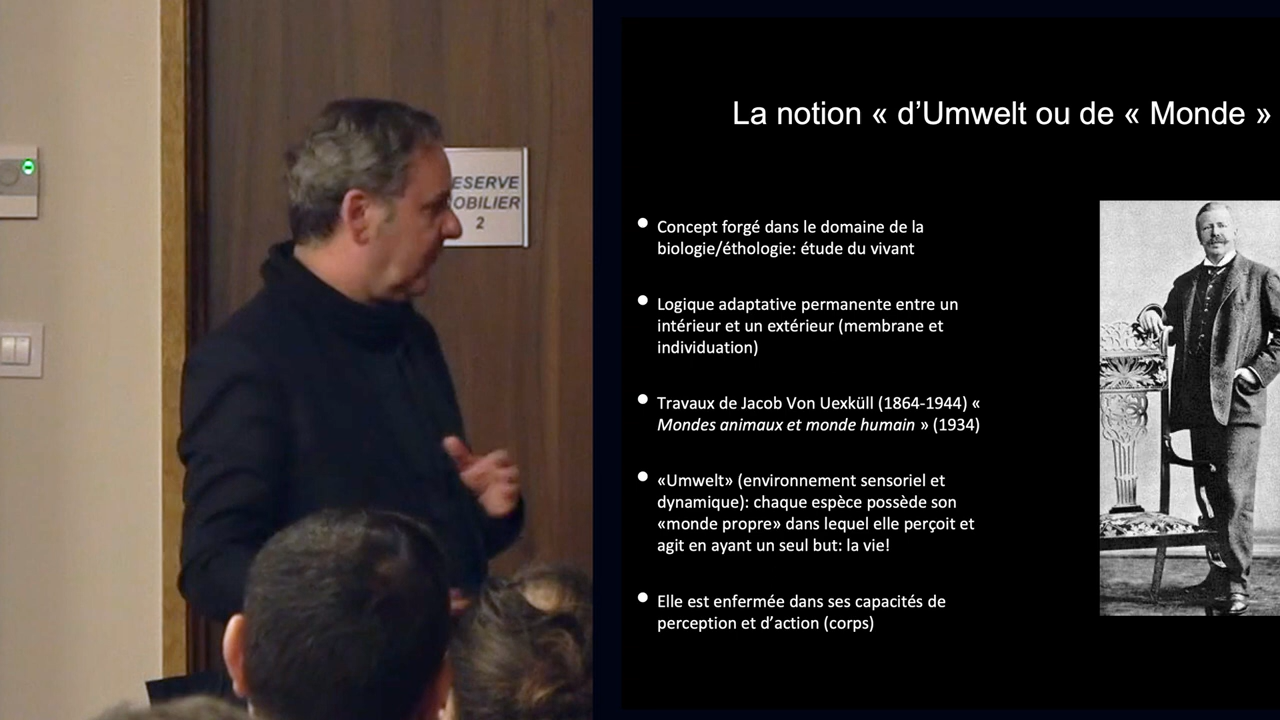 ESERVE
OBILIER
2
La notion « d’Umwelt ou de « Monde »
• Concept forgé dans le domaine de la
biologie/éthologie: étude du vivant
• Logique adaptative permanente entre un
intérieur et un extérieur (membrane et
individuation)
• Travaux de Jacob Von Uexküll (1864-1944) «
Mondes animaux et monde humain » (1934)
• «Umwelt» (environnement sensoriel et
dynamique): chaque espèce possède son
«monde propre» dans lequel elle perçoit et
agit en ayant un seul but: la vie!
• Elle est enfermée dans ses capacités de
perception et d’action (corps)